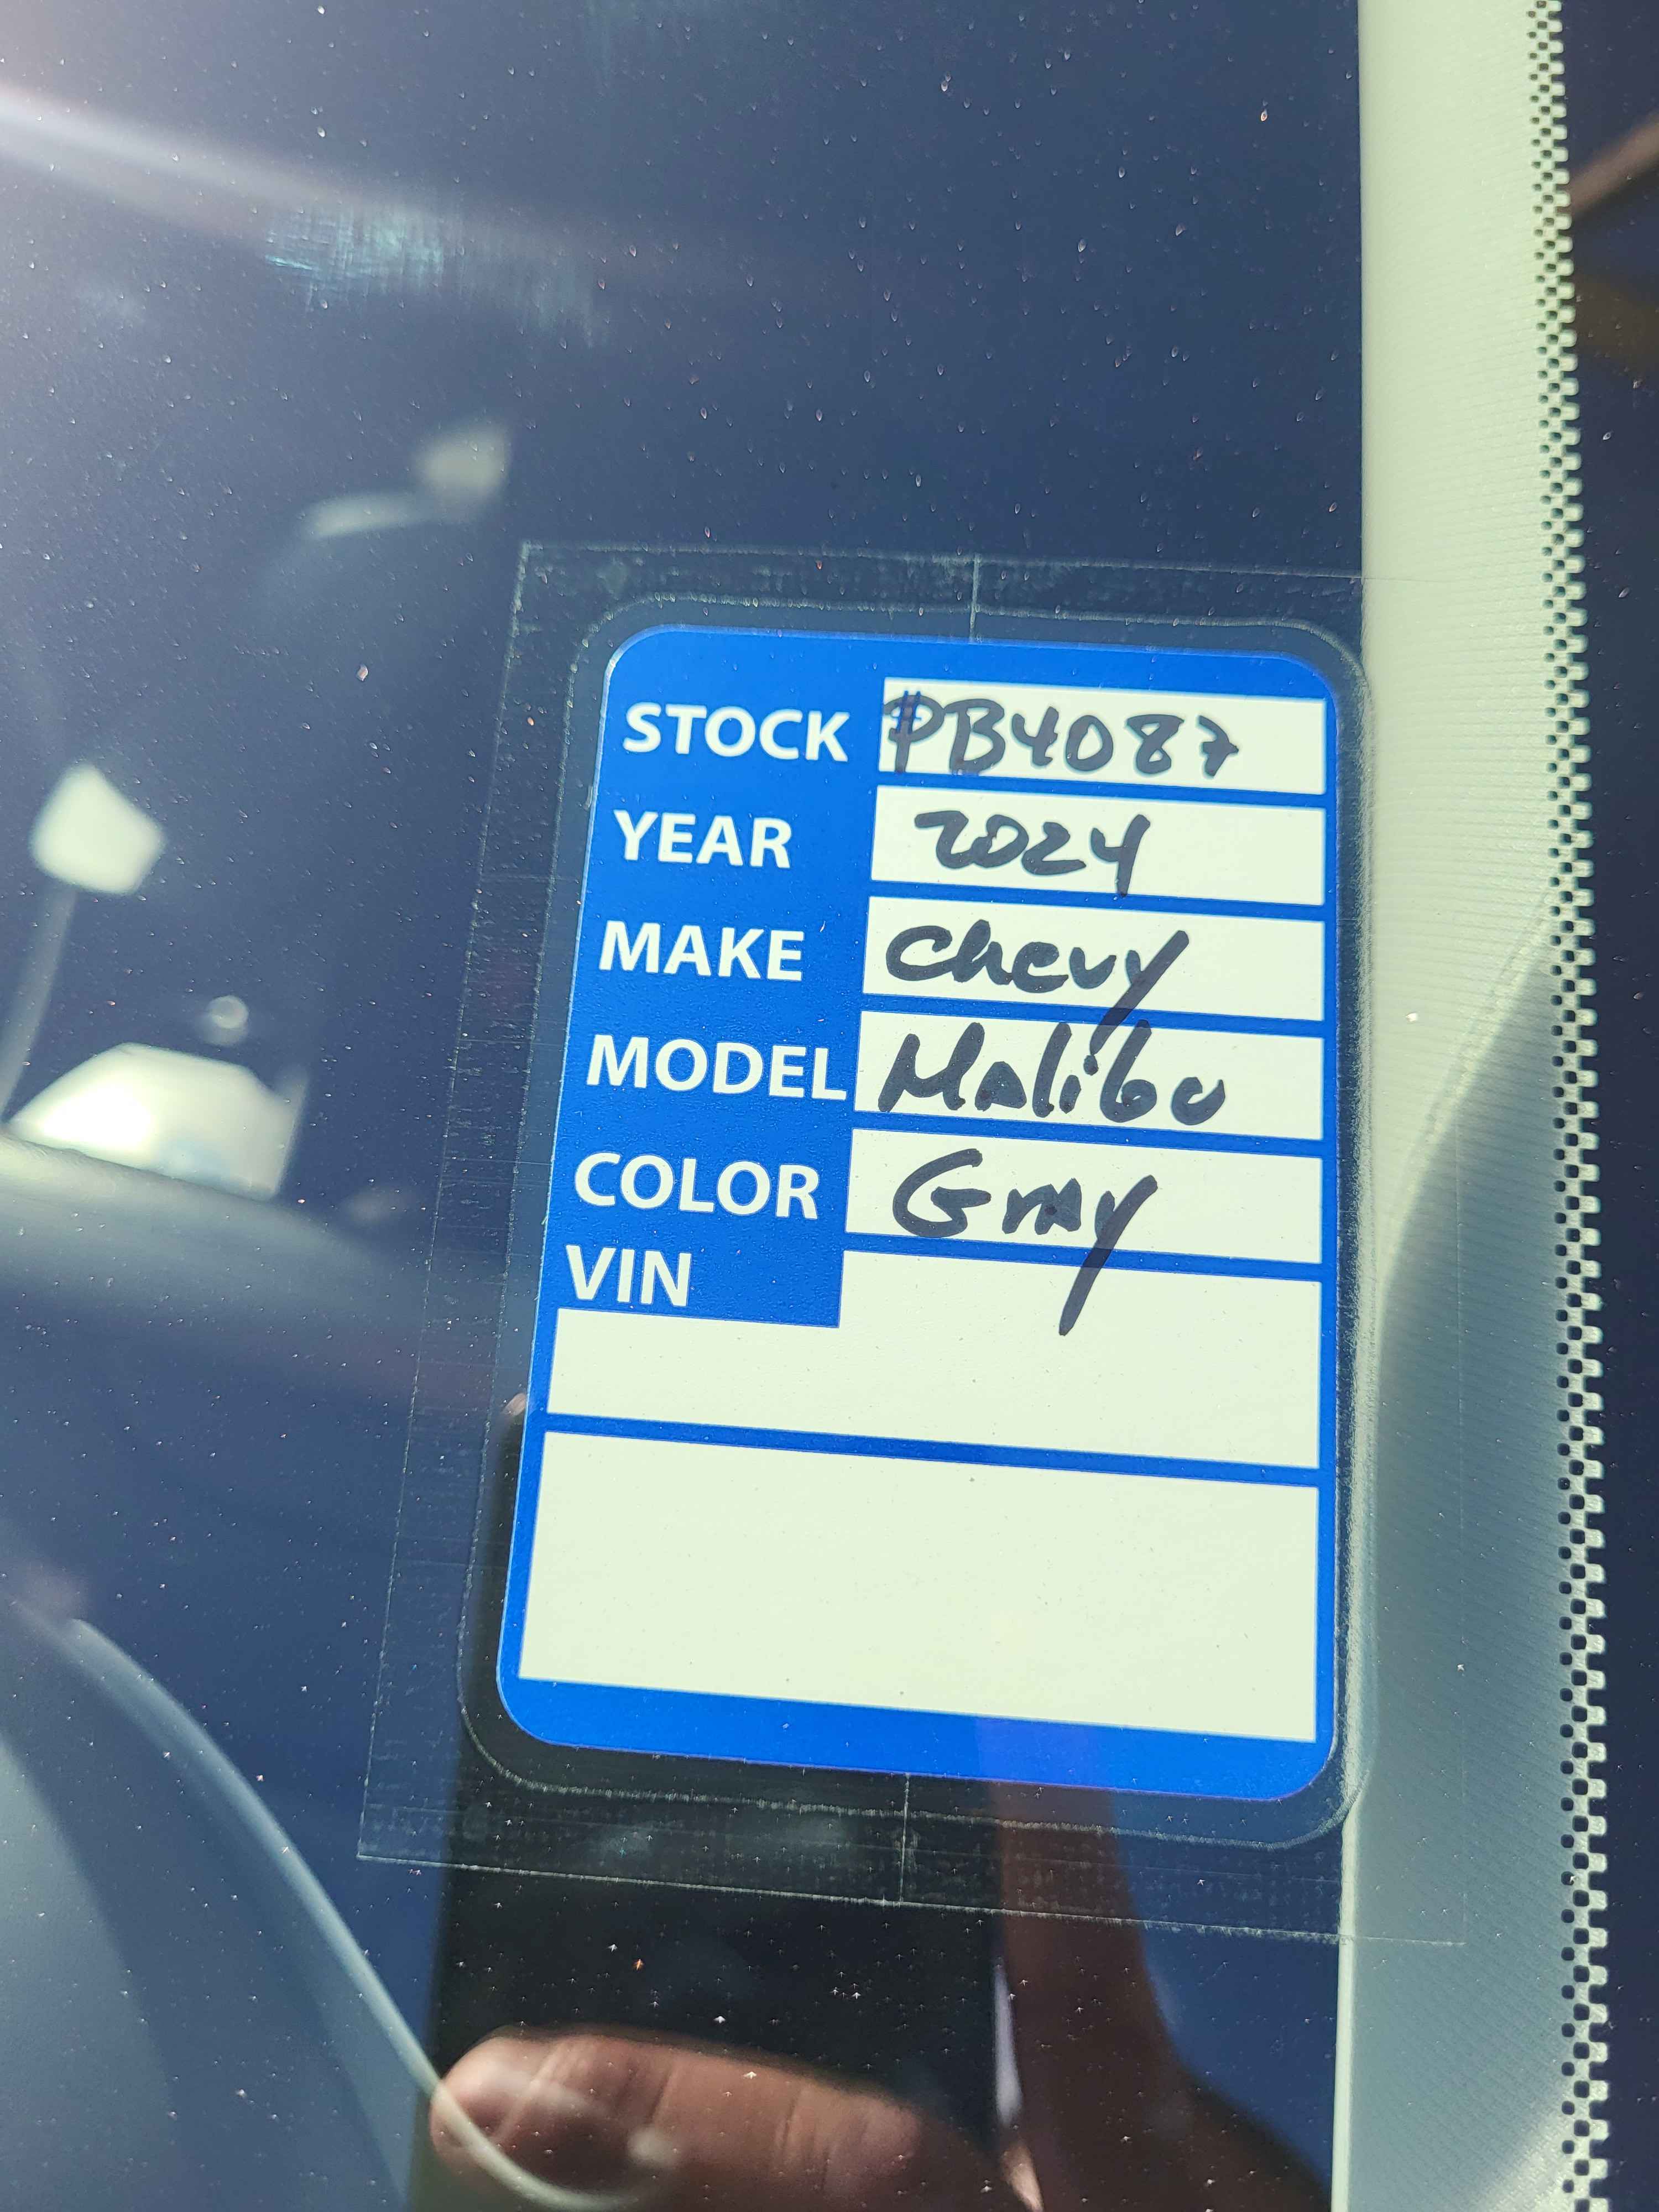 STOCK #PB4087
YEAR 2024
MAKE Chevy
MODEL Malibu
COLOR Gray
VIN